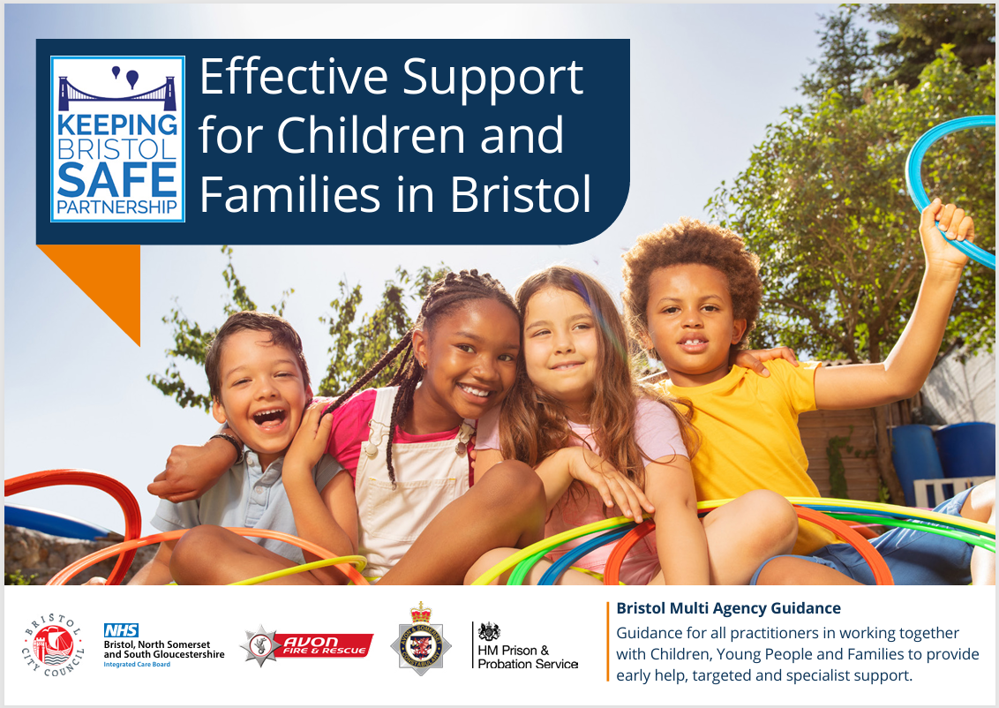 KEEPING
BRISTOL
SAFE
PARTNERSHIP
Effective Support
for Children and
Families in Bristol
BRISTOL
CITY COUNCIL
NHS
Bristol, North Somerset
and South Gloucestershire
Integrated Care Board
AVON
FIRE & RESCUE
AVON & SOMERSET
CONSTABULARY
HM Prison &
Probation Service
Bristol Multi Agency Guidance
Guidance for all practitioners in working together
with Children, Young People and Families to provide
early help, targeted and specialist support.